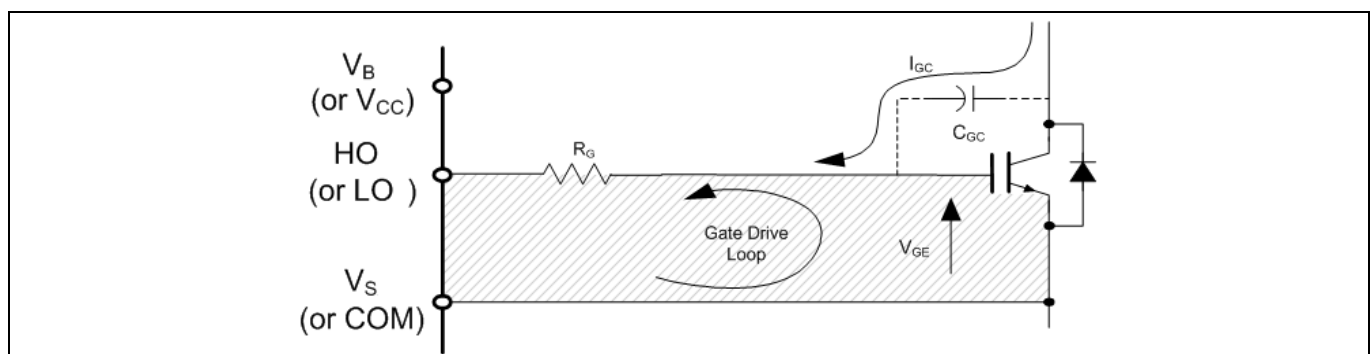 V_B
(or V_CC)
HO
(or LO )
V_S
(or COM)
R_G
I_GC
C_GC
Gate Drive
Loop
V_GE